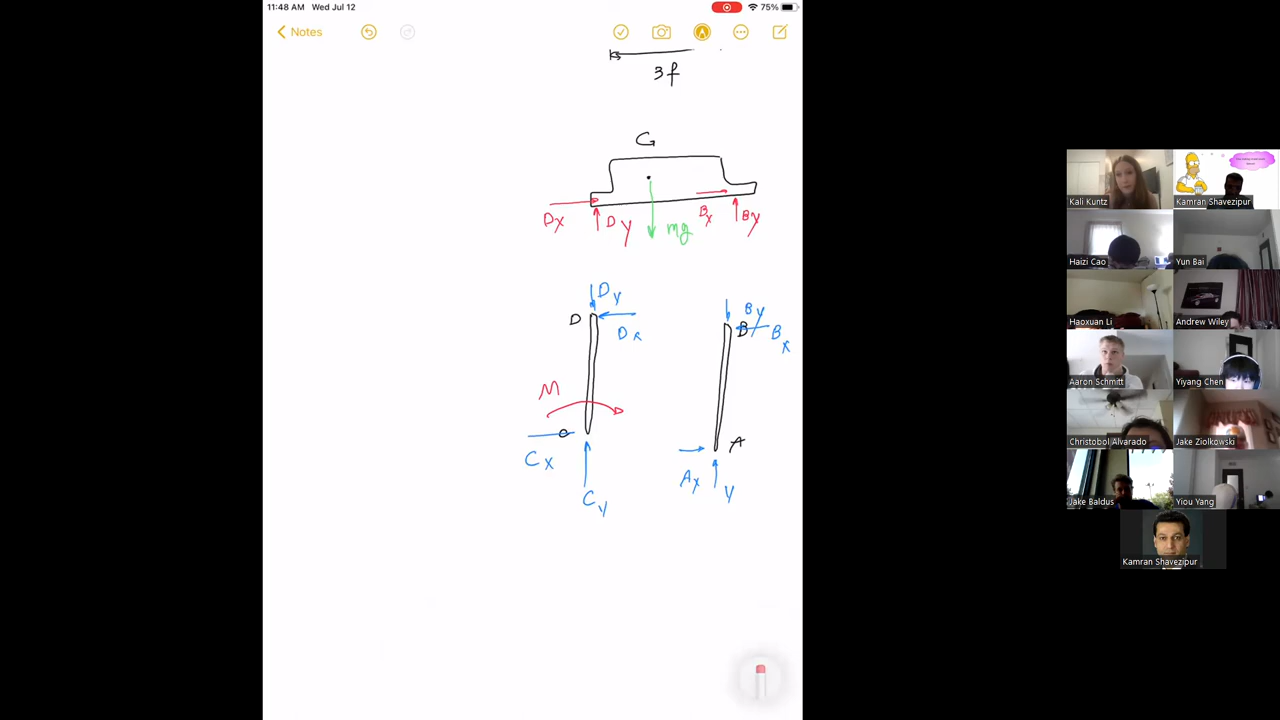 11:48 AM Wed Jul 12
75%
Notes
3f
G
Dx Dy mg Bx By
Dy By
D Dx B Bx
M
A
Cx Ax y
Cy
Kali Kuntz Kamran Shavezipur
Haizi Cao Yun Bai
Haoxuan Li Andrew Wiley
Aaron Schmitt Yiyang Chen
Christobol Alvarado Jake Ziolkowski
Jake Baldus Yiou Yang
Kamran Shavezipur